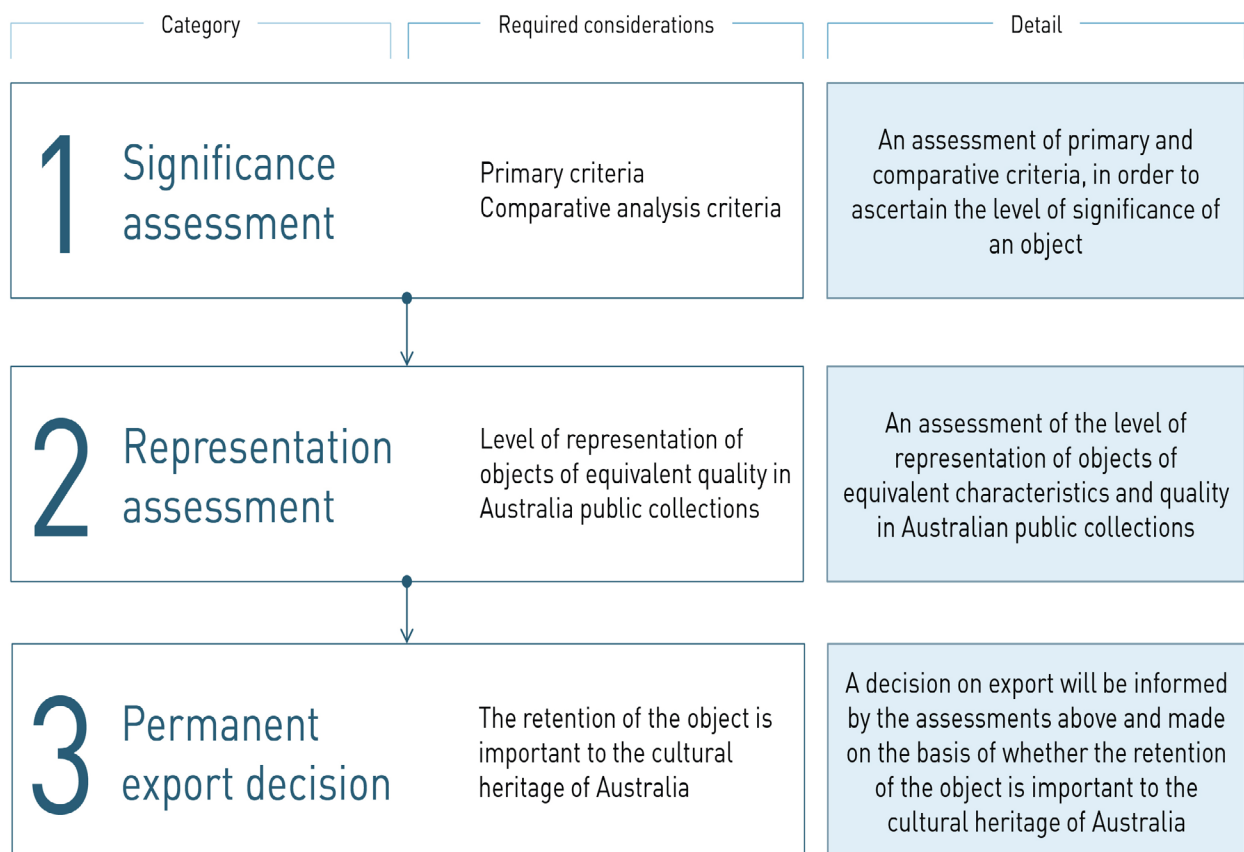 Category
Required considerations
Detail
1
Significance
assessment
Primary criteria
Comparative analysis criteria
An assessment of primary and
comparative criteria, in order to
ascertain the level of significance of
an object
2
Representation
assessment
Level of representation of
objects of equivalent quality in
Australia public collections
An assessment of the level of
representation of objects of
equivalent characteristics and quality
in Australian public collections
3
Permanent
export decision
The retention of the object is
important to the cultural
heritage of Australia
A decision on export will be informed
by the assessments above and made
on the basis of whether the retention
of the object is important to the
cultural heritage of Australia